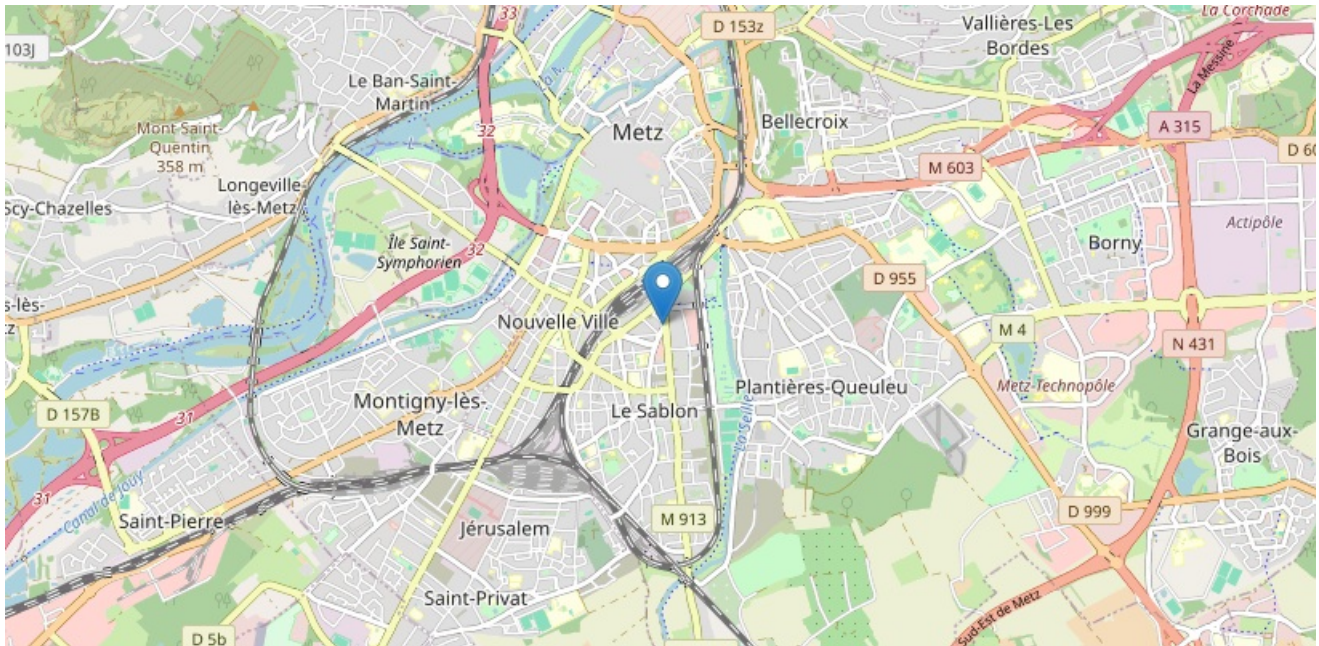 33
D 153z
Vallières-Les
Bordes
La Corchade
103J
Le Ban-Saint-
Martin
La Messine
Mont Saint-
Quentin
358 m
32
Metz
Bellecroix
A 315
M 603
Longeville-
lès-Metz
Scy-Chazelles
Île Saint-
Symphorien
32
Actipôle
Borny
D 955
s-lès-
tz
Nouvelle Ville
M 4
N 431
Metz-Technopôle
Plantières-Queuleu
D 157B
31
Montigny-lès-
Metz
Le Sablon
La Seille
Grange-aux-
Bois
31
Canal de Jouy
Saint-Pierre
Jérusalem
M 913
D 999
Saint-Privat
Sud-Est de Metz
D 5b